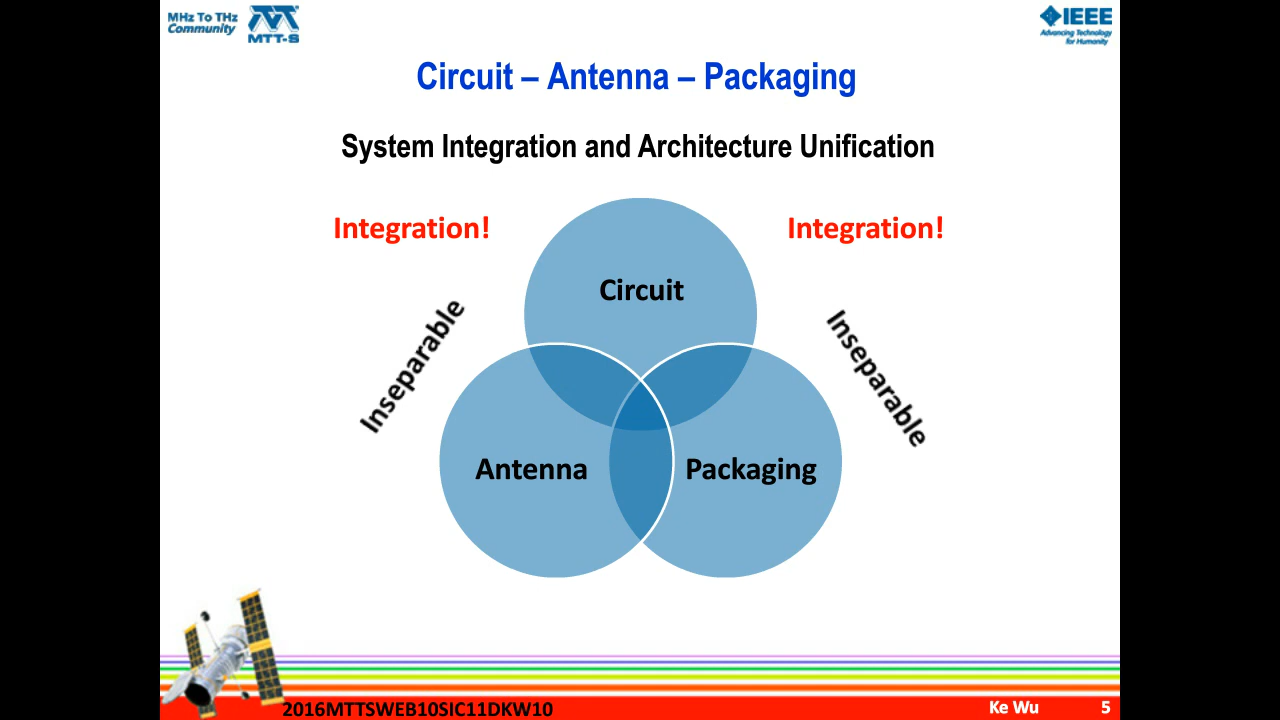 MHz To THz
Community
MTT-S
IEEE
Advancing Technology
for Humanity
Circuit – Antenna – Packaging
System Integration and Architecture Unification
Integration!
Integration!
Circuit
Inseparable
Inseparable
Antenna
Packaging
2016MTTSWEB10SIC11DKW10
Ke Wu
5